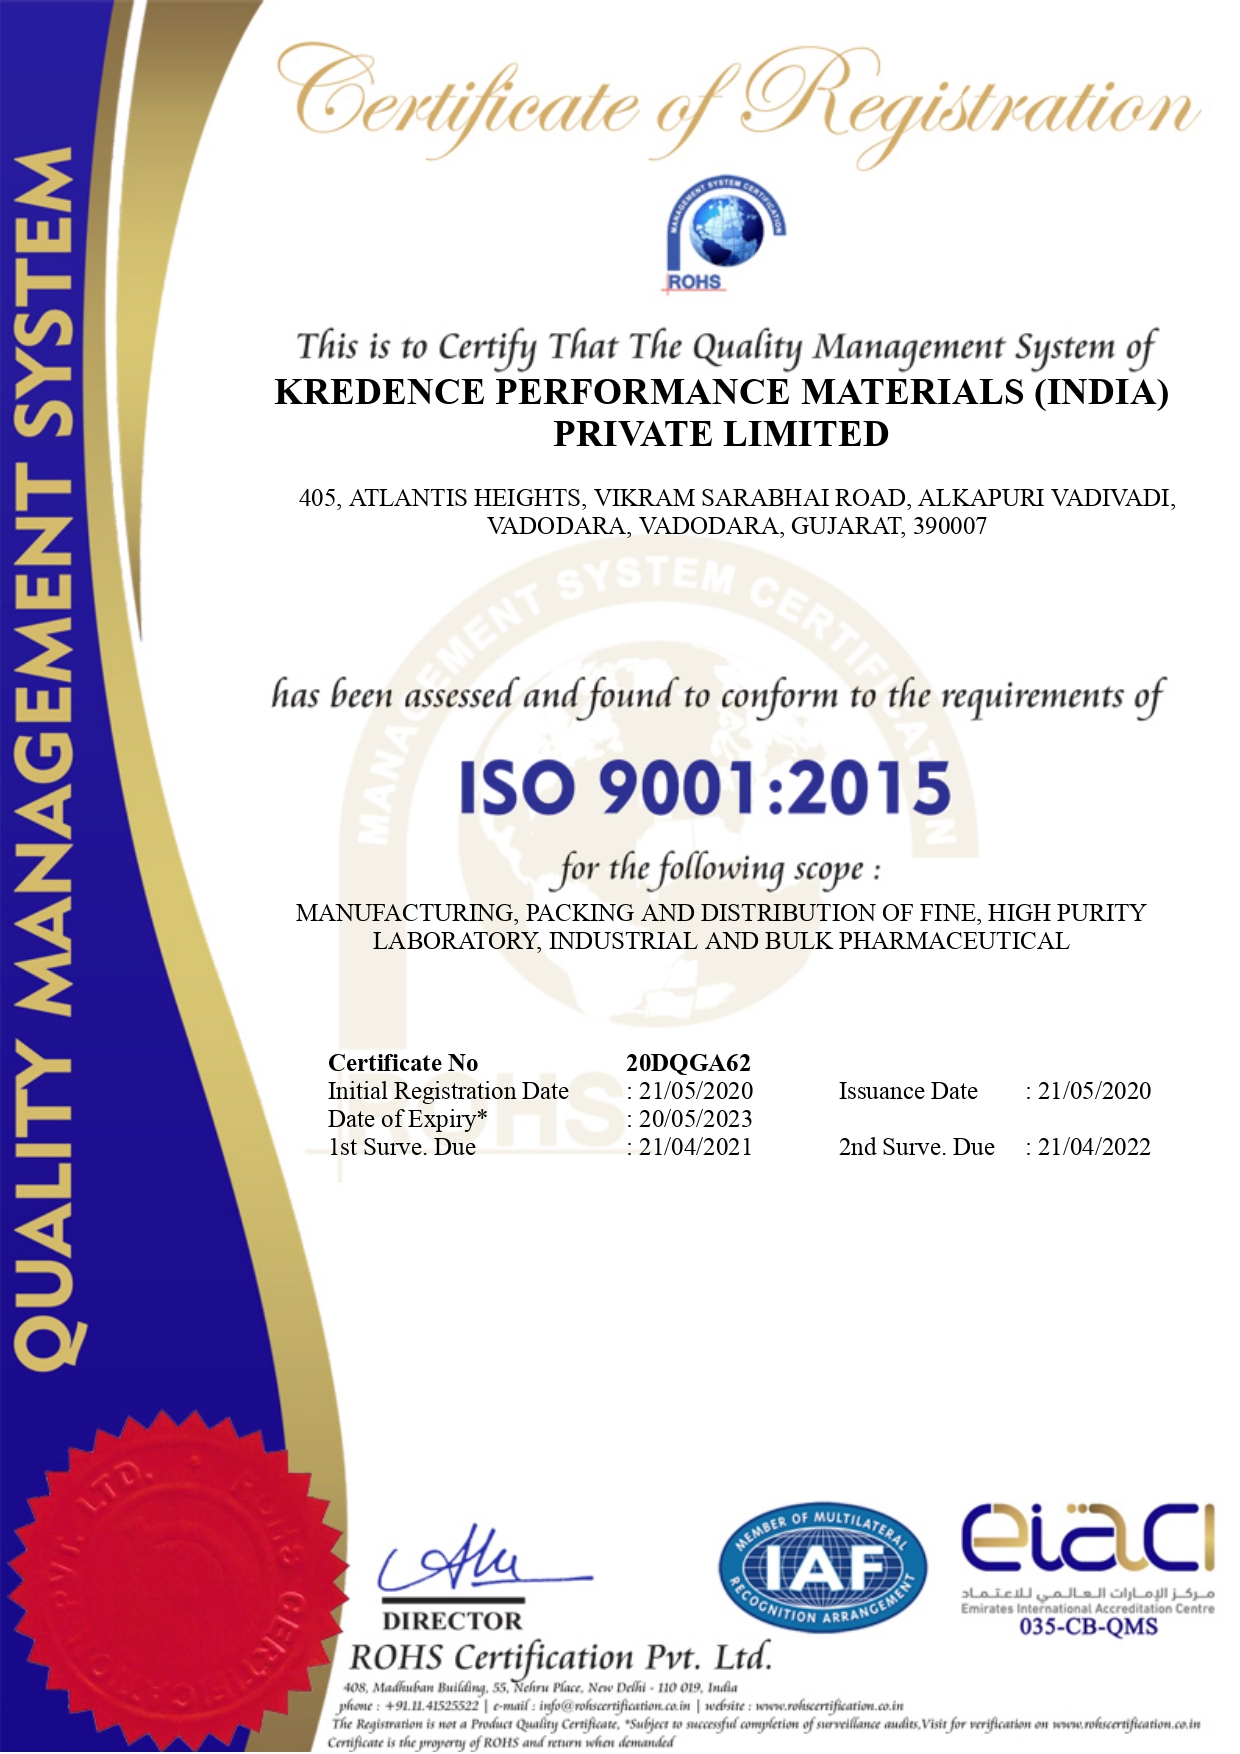 Certificate of Registration
MANAGEMENT SYSTEM CERTIFICATION
ROHS
This is to Certify That The Quality Management System of
KREDENCE PERFORMANCE MATERIALS (INDIA)
PRIVATE LIMITED
405, ATLANTIS HEIGHTS, VIKRAM SARABHAI ROAD, ALKAPURI VADIVADI,
VADODARA, VADODARA, GUJARAT, 390007
MANAGEMENT SYSTEM CERTIFICATION
has been assessed and found to conform to the requirements of
ISO 9001:2015
for the following scope :
MANUFACTURING, PACKING AND DISTRIBUTION OF FINE, HIGH PURITY
LABORATORY, INDUSTRIAL AND BULK PHARMACEUTICAL
Certificate No 20DQGA62
Initial Registration Date : 21/05/2020 Issuance Date : 21/05/2020
Date of Expiry* : 20/05/2023
1st Surve. Due : 21/04/2021 2nd Surve. Due : 21/04/2022
ROHS
QUALITY MANAGEMENT SYSTEM
PVT. LTD.
DIRECTOR
MEMBER OF MULTILATERAL
IAF
RECOGNITION ARRANGEMENT
eiaci
مركز الإمارات العالمي للاعتماد
Emirates International Accreditation Centre
035-CB-QMS
ROHS Certification Pvt. Ltd.
408, Madhuban Building, 55, Nehru Place, New Delhi - 110 019, India
phone : +91.11.41525522 | e-mail : info@rohscertification.co.in | website : www.rohscertification.co.in
The Registration is not a Product Quality Certificate, *Subject to successful completion of surveillance audits,Visit for verification on www.rohscertification.co.in
Certificate is the property of ROHS and return when demanded